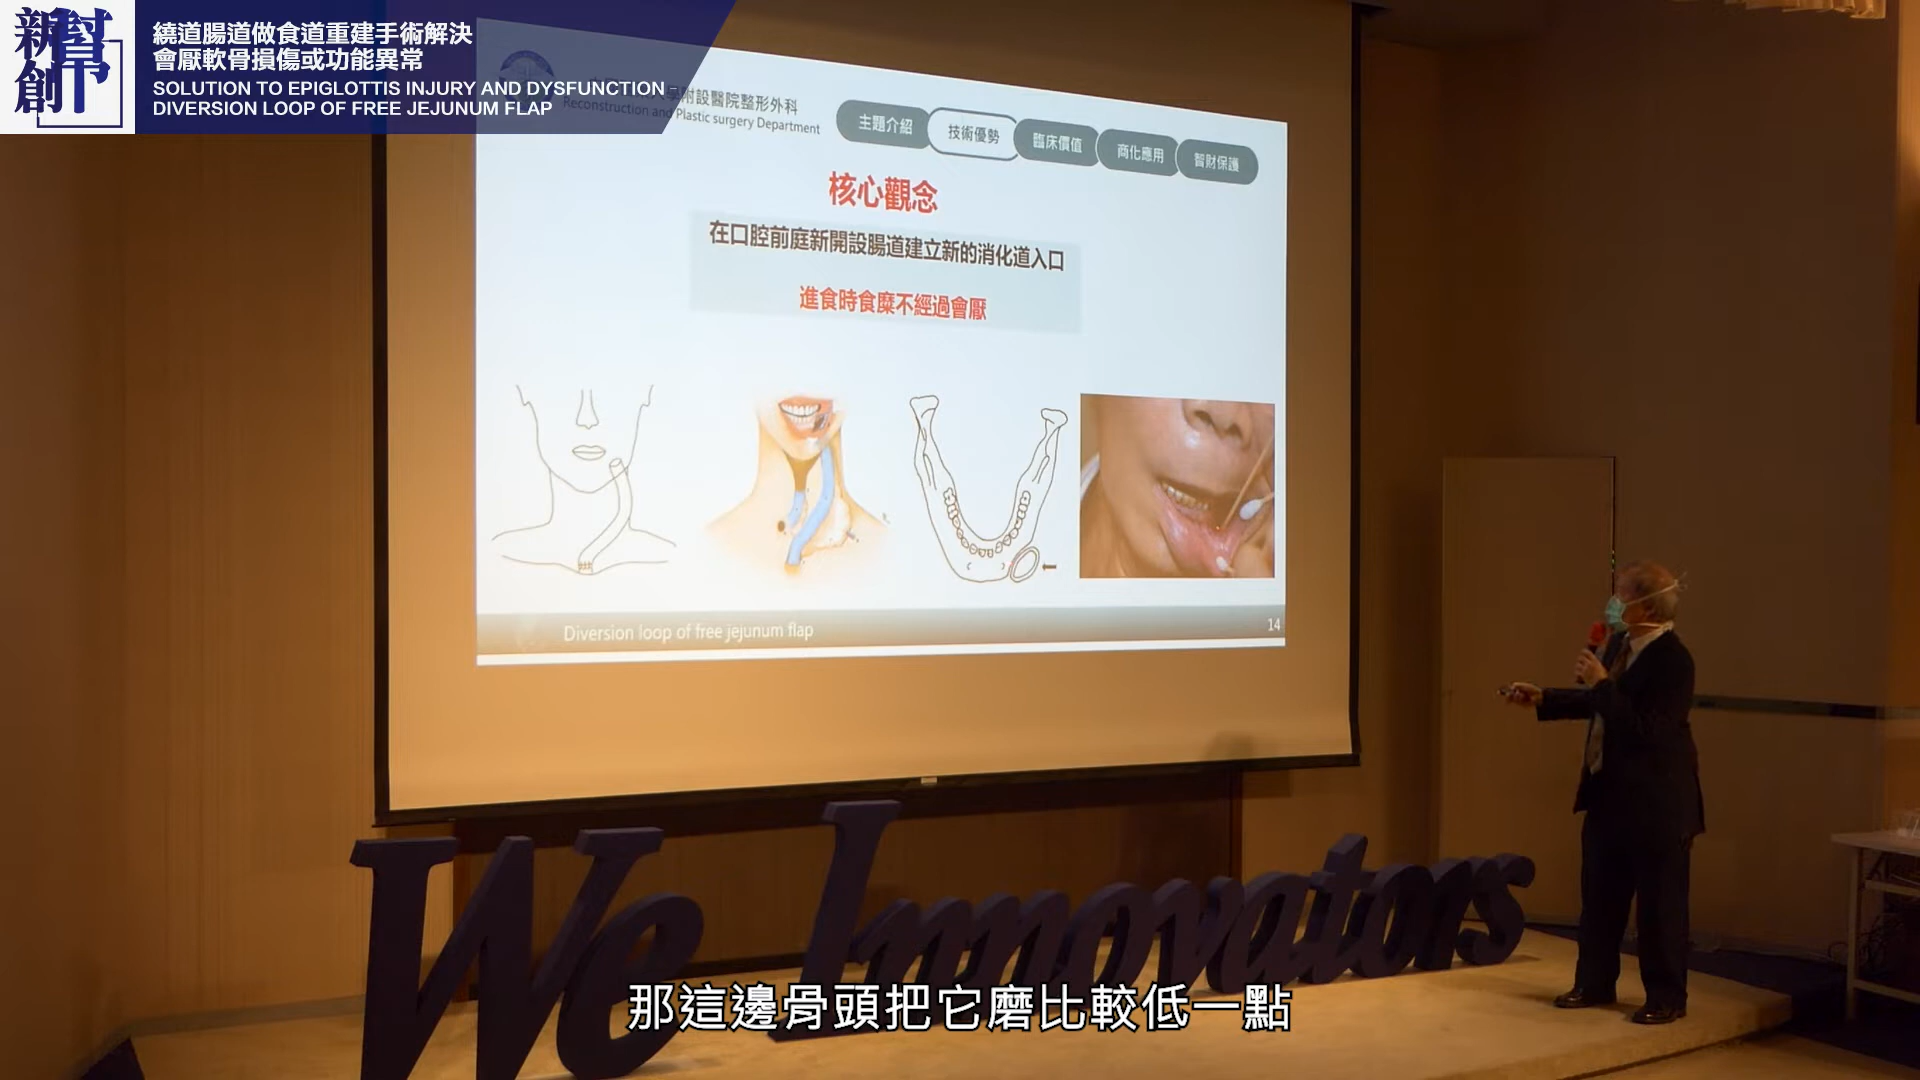 新創幫
繞道腸道做食道重建手術解決
會厭軟骨損傷或功能異常
SOLUTION TO EPIGLOTTIS INJURY AND DYSFUNCTION -
DIVERSION LOOP OF FREE JEJUNUM FLAP
附設醫院整形外科
Reconstruction and Plastic surgery Department
主題介紹
技術優勢
臨床價值
商化應用
智財保護
核心觀念
在口腔前庭新開設腸道建立新的消化道入口
進食時食糜不經過會厭
Diversion loop of free jejunum flap
14
We Innovators
那這邊骨頭把它磨比較低一點